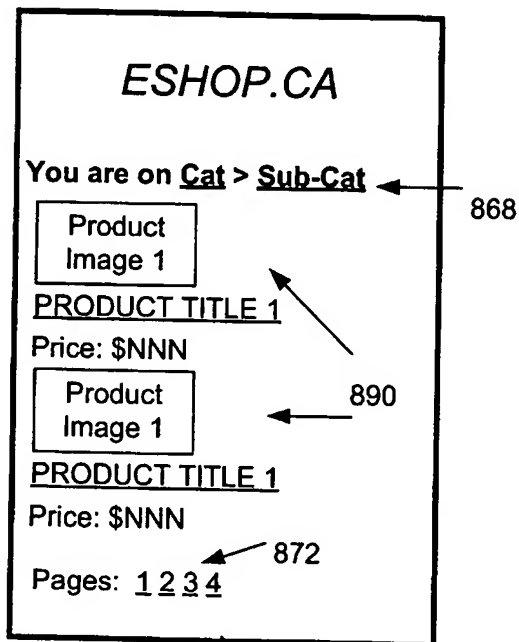 ESHOP.CA
You are on Cat > Sub-Cat
868
Product
Image 1
PRODUCT TITLE 1
Price: $NNN
890
Product
Image 1
PRODUCT TITLE 1
Price: $NNN
872
Pages: 1 2 3 4